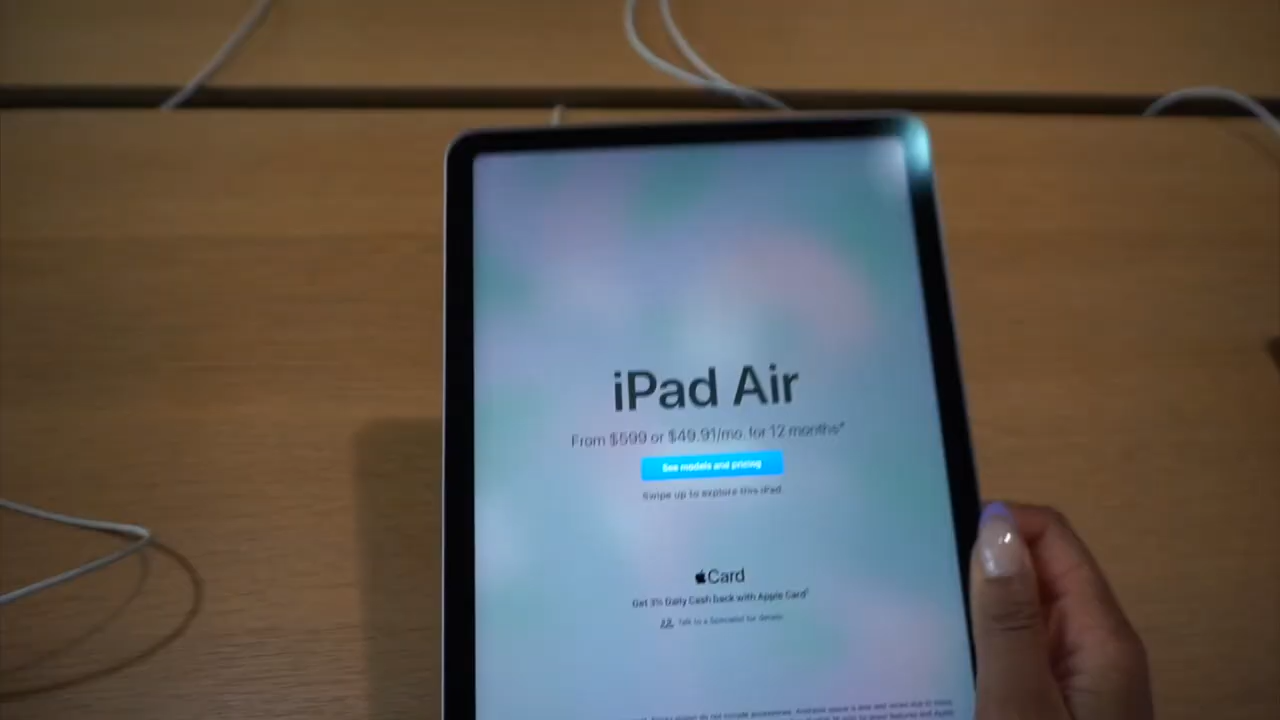 iPad Air
From $599 or $49.91/mo. for 12 months*
See models and pricing
Swipe up to explore this iPad
Card
Get 3% Daily Cash back with Apple Card
Talk to a Specialist for details